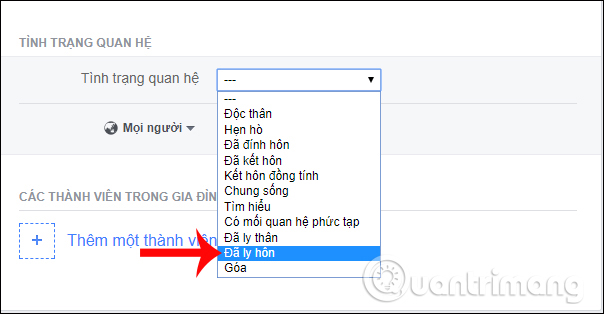 TÌNH TRẠNG QUAN HỆ
Tình trạng quan hệ
---
---
Độc thân
Hẹn hò
Đã đính hôn
Đã kết hôn
Kết hôn đồng tính
Chung sống
Tìm hiểu
Có mối quan hệ phức tạp
Đã ly thân
Đã ly hôn
Góa
Mọi người
CÁC THÀNH VIÊN TRONG GIA ĐÌN
+ Thêm một thành viên
Quantrimang